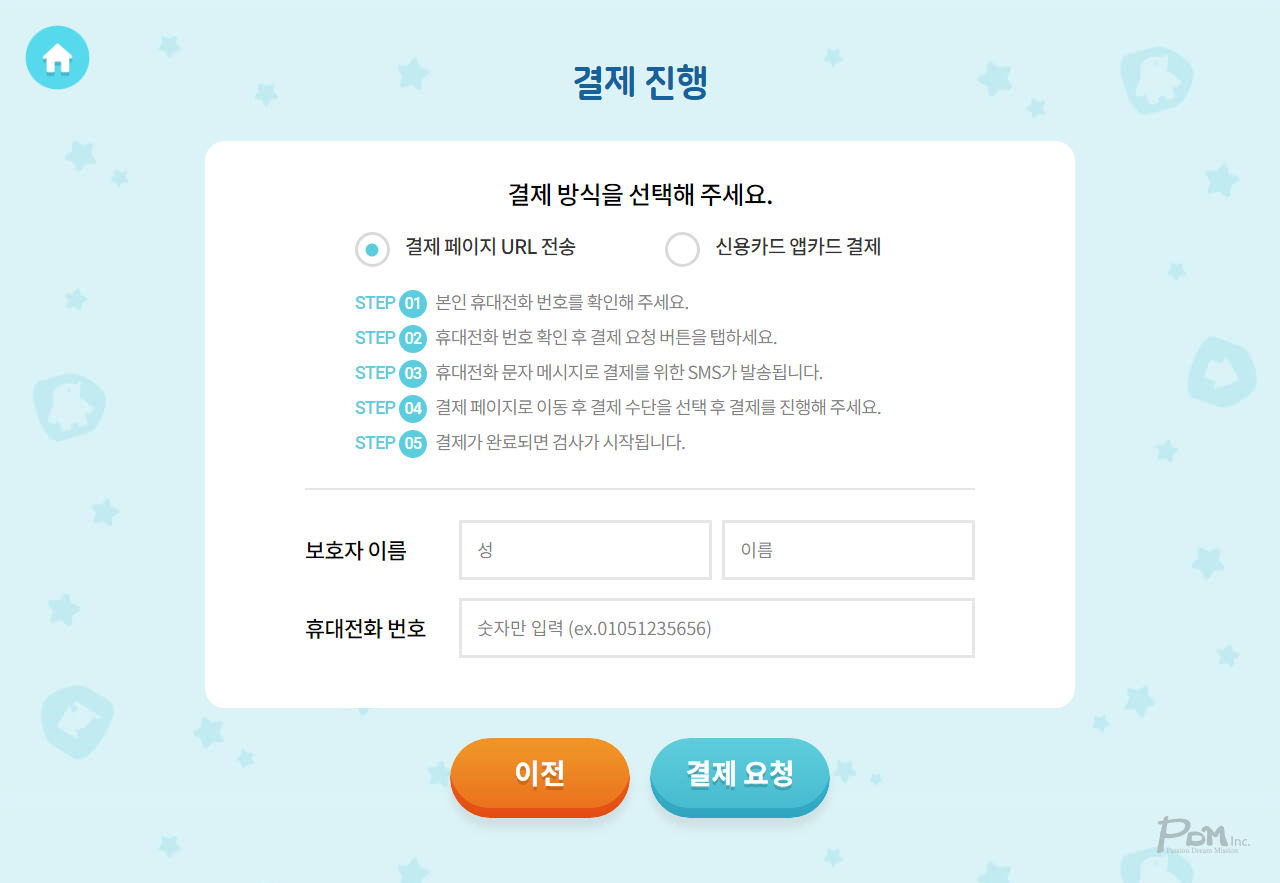 결제 진행
결제 방식을 선택해 주세요.
결제 페이지 URL 전송
신용카드 앱카드 결제
STEP 01 본인 휴대전화 번호를 확인해 주세요.
STEP 02 휴대전화 번호 확인 후 결제 요청 버튼을 탭하세요.
STEP 03 휴대전화 문자 메시지로 결제를 위한 SMS가 발송됩니다.
STEP 04 결제 페이지로 이동 후 결제 수단을 선택 후 결제를 진행해 주세요.
STEP 05 결제가 완료되면 검사가 시작됩니다.
보호자 이름 성 이름
휴대전화 번호 숫자만 입력 (ex.01051235656)
이전 결제 요청
PDM Inc.
Passion Dream Mission